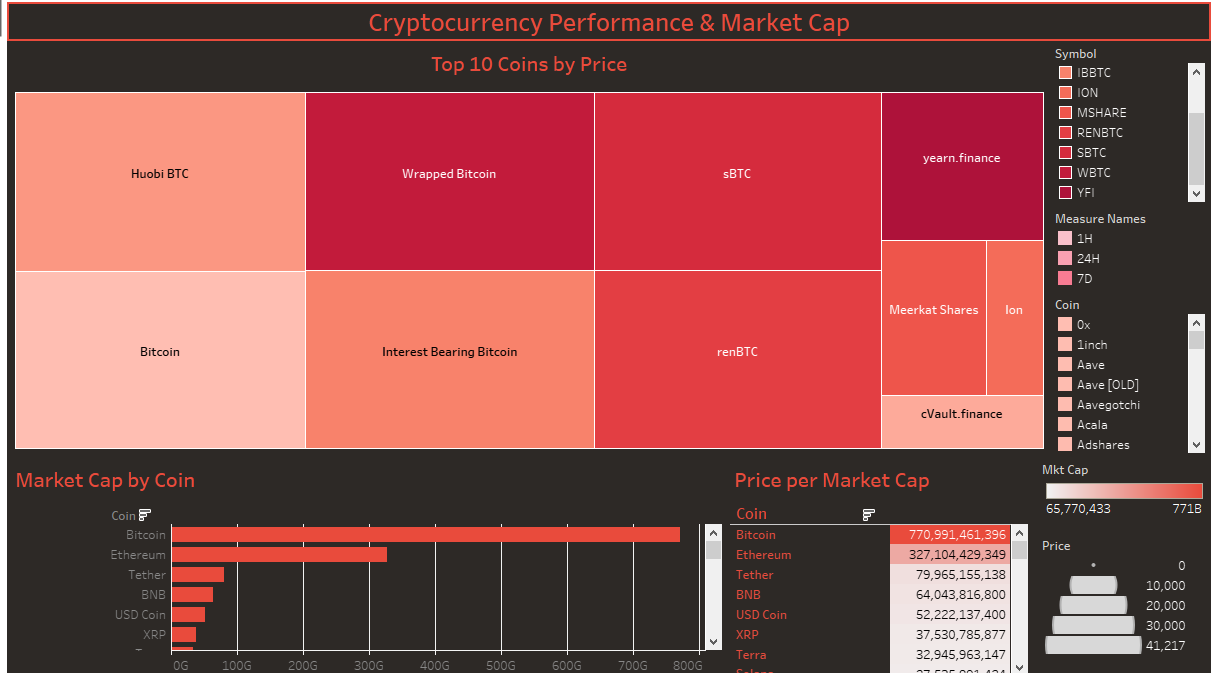 Cryptocurrency Performance & Market Cap
Top 10 Coins by Price
Huobi BTC
Wrapped Bitcoin
sBTC
yearn.finance
Bitcoin
Interest Bearing Bitcoin
renBTC
Meerkat Shares
Ion
cVault.finance
Symbol
IBBTC
ION
MSHARE
RENBTC
SBTC
WBTC
YFI
Measure Names
1H
24H
7D
Coin
0x
1inch
Aave
Aave [OLD]
Aavegotchi
Acala
Adshares
Market Cap by Coin
Coin
Bitcoin
Ethereum
Tether
BNB
USD Coin
XRP
0G 100G 200G 300G 400G 500G 600G 700G 800G
Price per Market Cap
Coin
Bitcoin 770,991,461,396
Ethereum 327,104,429,349
Tether 79,965,155,138
BNB 64,043,816,800
USD Coin 52,222,137,400
XRP 37,530,785,877
Terra 32,945,963,147
Mkt Cap
65,770,433 771B
Price
0
10,000
20,000
30,000
41,217